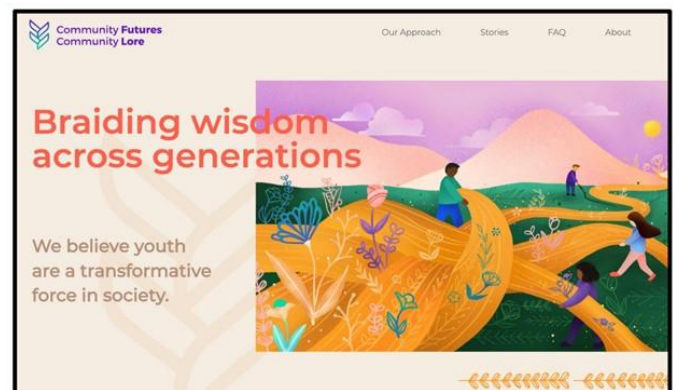 Community Futures
Community Lore
Our Approach
Stories
FAQ
About
Braiding wisdom
across generations
We believe youth
are a transformative
force in society.